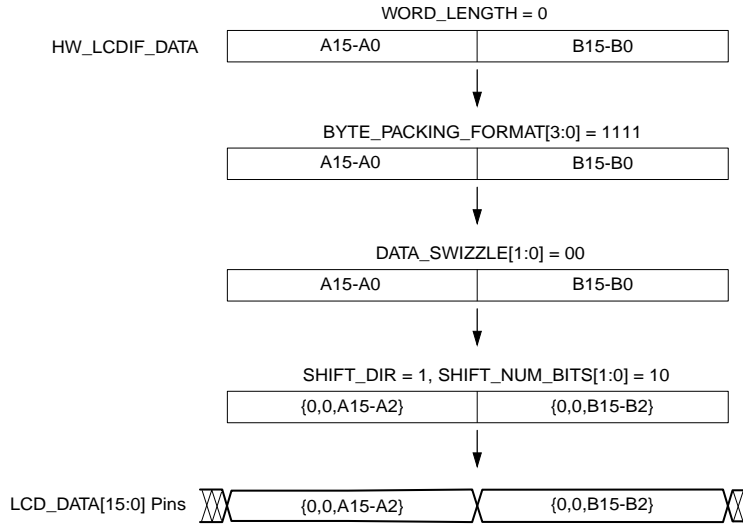 WORD_LENGTH = 0
HW_LCDIF_DATA A15-A0 B15-B0
BYTE_PACKING_FORMAT[3:0] = 1111
A15-A0 B15-B0
DATA_SWIZZLE[1:0] = 00
A15-A0 B15-B0
SHIFT_DIR = 1, SHIFT_NUM_BITS[1:0] = 10
{0,0,A15-A2} {0,0,B15-B2}
LCD_DATA[15:0] Pins {0,0,A15-A2} {0,0,B15-B2}